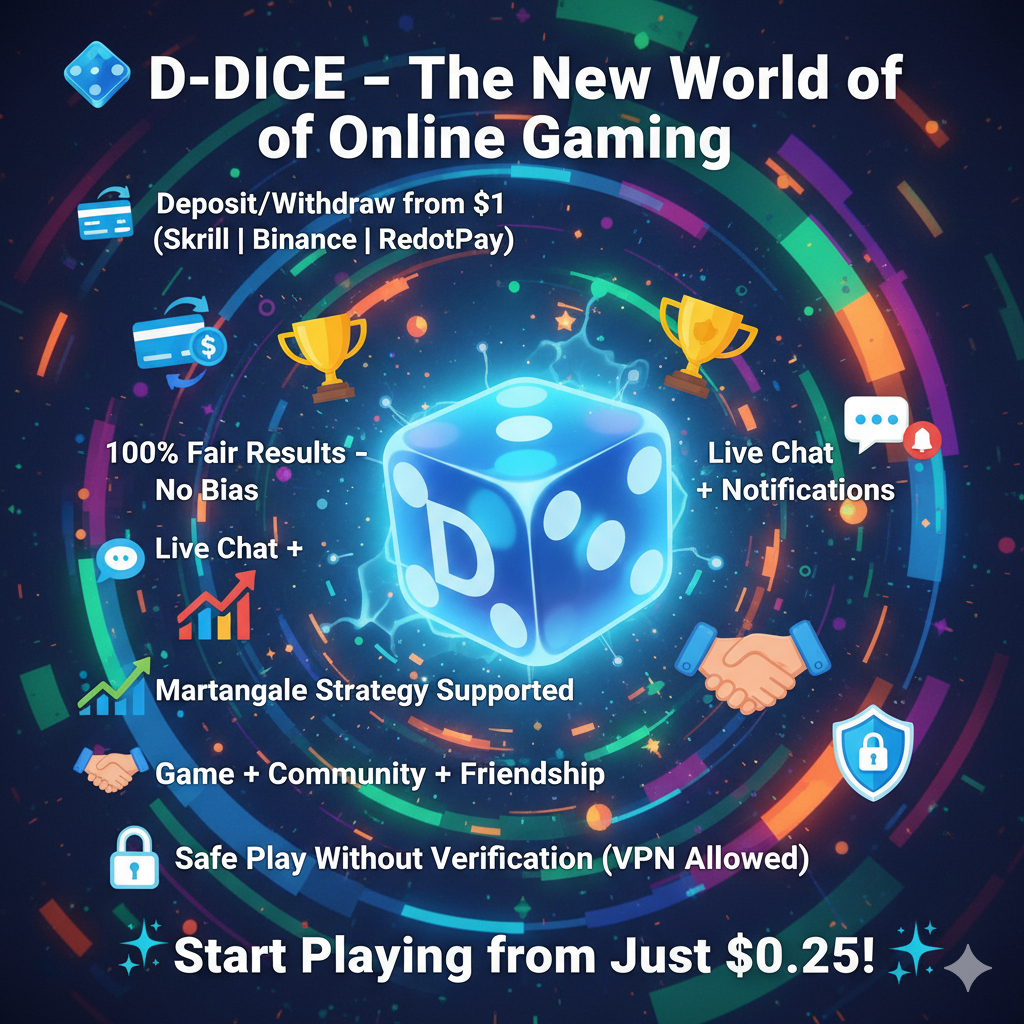 D-DICE – The New World of
of Online Gaming
Deposit/Withdraw from $1
(Skrill | Binance | RedotPay)
$
100% Fair Results –
No Bias
Live Chat
+ Notifications
Live Chat +
D
Martangale Strategy Supported
Game + Community + Friendship
Safe Play Without Verification (VPN Allowed)
Start Playing from Just $0.25!